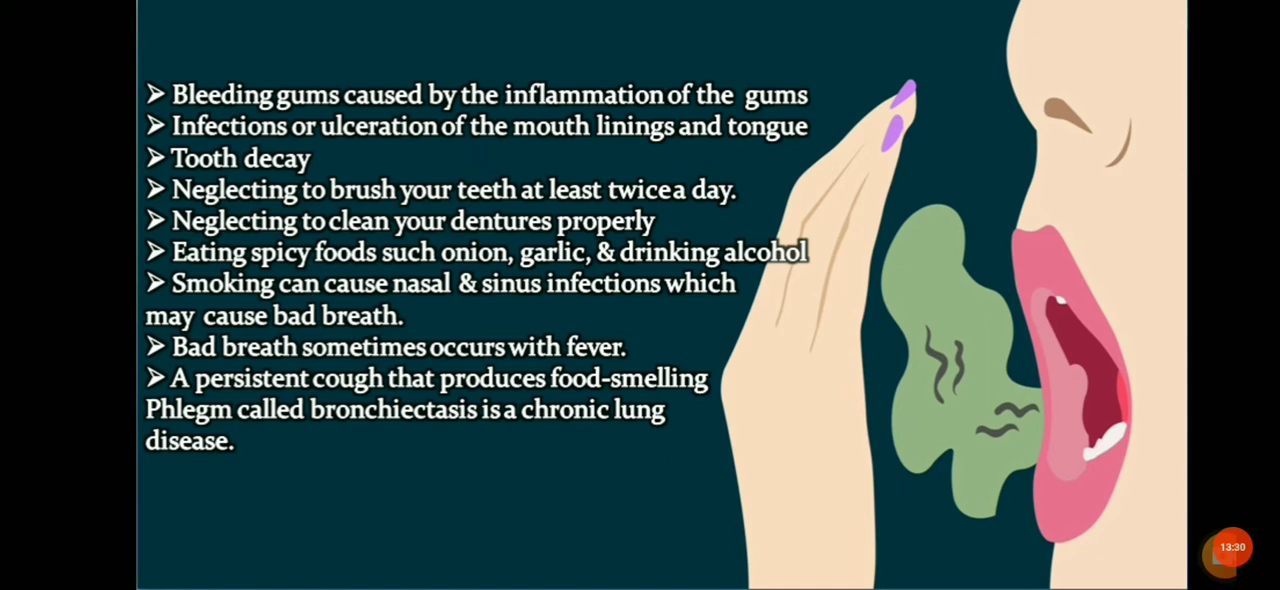 ➢ Bleeding gums caused by the inflammation of the gums
➢ Infections or ulceration of the mouth linings and tongue
➢ Tooth decay
➢ Neglecting to brush your teeth at least twice a day.
➢ Neglecting to clean your dentures properly
➢ Eating spicy foods such onion, garlic, & drinking alcohol
➢ Smoking can cause nasal & sinus infections which
may cause bad breath.
➢ Bad breath sometimes occurs with fever.
➢ A persistent cough that produces food-smelling
Phlegm called bronchiectasis is a chronic lung
disease.
13:30